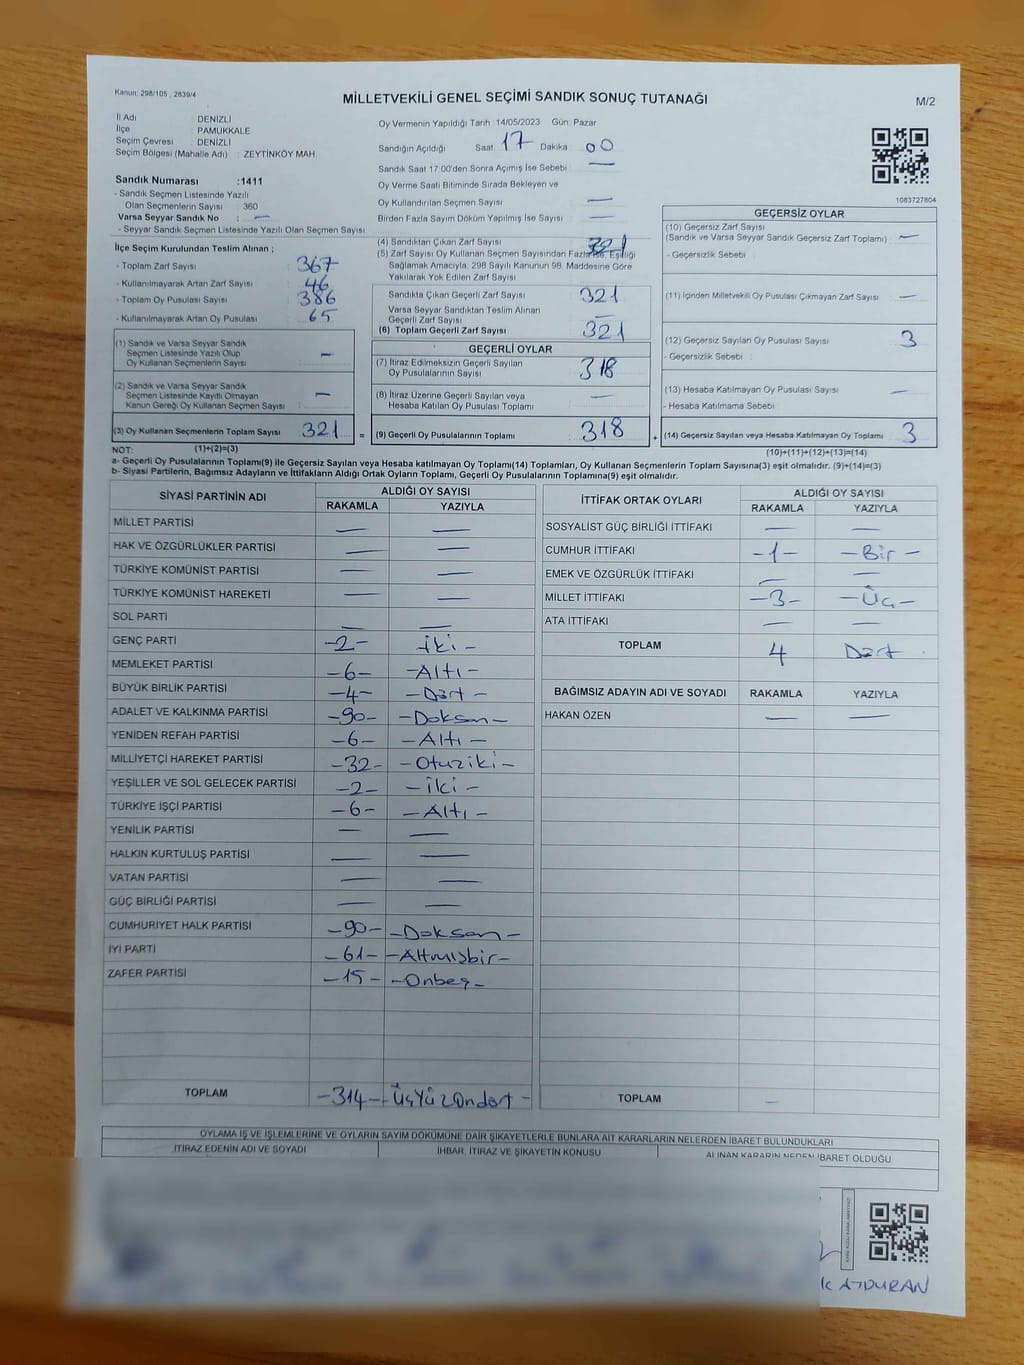 Kanun: 298/105 , 2839/4
MİLLETVEKİLİ GENEL SEÇİMİ SANDIK SONUÇ TUTANAĞI
M/2
İl Adı : DENİZLİ
İlçe : PAMUKKALE
Seçim Çevresi : DENİZLİ
Seçim Bölgesi (Mahalle Adı) : ZEYTİNKÖY MAH
Sandık Numarası :1411
- Sandık Seçmen Listesinde Yazılı
Olan Seçmenlerin Sayısı : 360
Varsa Seyyar Sandık No : —
- Seyyar Sandık Seçmen Listesinde Yazılı Olan Seçmen Sayısı
İlçe Seçim Kurulundan Teslim Alınan ;
- Toplam Zarf Sayısı : 367
- Kullanılmayarak Artan Zarf Sayısı : 46
- Toplam Oy Pusulası Sayısı : 386
- Kullanılmayarak Artan Oy Pusulası : 65
(1) Sandık ve Varsa Seyyar Sandık
Seçmen Listesinde Yazılı Olup
Oy Kullanan Seçmenlerin Sayısı : —
(2) Sandık ve Varsa Seyyar Sandık
Seçmen Listesinde Kayıtlı Olmayan
Kanun Gereği Oy Kullanan Seçmen Sayısı : —
(3) Oy Kullanan Seçmenlerin Toplam Sayısı : 321
Oy Vermenin Yapıldığı Tarih :14/05/2023 Gün: Pazar
Sandığın Açıldığı Saat 17 Dakika 00
Sandık Saat 17:00'den Sonra Açımış İse Sebebi : —
Oy Verme Saati Bitiminde Sırada Bekleyen ve
Oy Kullandırılan Seçmen Sayısı : —
Birden Fazla Sayım Döküm Yapılmış İse Sayısı : —
(4) Sandıktan Çıkan Zarf Sayısı : 321
(5) Zarf Sayısı Oy Kullanan Seçmen Sayısından Fazla ise, Eşitliği
Sağlamak Amacıyla, 298 Sayılı Kanunun 98. Maddesine Göre
Yakılarak Yok Edilen Zarf Sayısı
Sandıkta Çıkan Geçerli Zarf Sayısı : 321
Varsa Seyyar Sandıktan Teslim Alınan
Geçerli Zarf Sayısı : —
(6) Toplam Geçerli Zarf Sayısı : 321
GEÇERLİ OYLAR
(7) İtiraz Edilmeksizin Geçerli Sayılan
Oy Pusulalarının Sayısı : 318
(8) İtiraz Üzerine Geçerli Sayılan veya
Hesaba Katılan Oy Pusulası Toplamı : —
= (9) Geçerli Oy Pusulalarının Toplamı : 318
1083727804
GEÇERSİZ OYLAR
(10) Geçersiz Zarf Sayısı
(Sandık ve Varsa Seyyar Sandık Geçersiz Zarf Toplamı) : —
- Geçersizlik Sebebi :
(11) İçinden Milletvekili Oy Pusulası Çıkmayan Zarf Sayısı : —
(12) Geçersiz Sayılan Oy Pusulası Sayısı : 3
- Geçersizlik Sebebi :
(13) Hesaba Katılmayan Oy Pusulası Sayısı : —
- Hesaba Katılmama Sebebi
+ (14) Geçersiz Sayılan veya Hesaba Katılmayan Oy Toplamı : 3
NOT: (1)+(2)=(3)
(10)+(11)+(12)+(13)=(14)
a- Geçerli Oy Pusulalarının Toplamı(9) ile Geçersiz Sayılan veya Hesaba katılmayan Oy Toplamı(14) Toplamları, Oy Kullanan Seçmenlerin Toplam Sayısına(3) eşit olmalıdır. (9)+(14)=(3)
b- Siyasi Partilerin, Bağımsız Adayların ve İttifakların Aldığı Oyların Toplamı, Geçerli Oy Pusulalarının Toplamına(9) eşit olmalıdır.
SİYASİ PARTİNİN ADI ALDIĞI OY SAYISI
RAKAMLA YAZIYLA
MİLLET PARTİSİ — —
HAK VE ÖZGÜRLÜKLER PARTİSİ — —
TÜRKİYE KOMÜNİST PARTİSİ — —
TÜRKİYE KOMÜNİST HAREKETİ — —
SOL PARTİ — —
GENÇ PARTİ -2- İki -
MEMLEKET PARTİSİ -6- -Altı-
BÜYÜK BİRLİK PARTİSİ -4- -Dört -
ADALET VE KALKINMA PARTİSİ -90- -Doksan-
YENİDEN REFAH PARTİSİ -6- -Altı-
MİLLİYETÇİ HAREKET PARTİSİ -32- -Otuziki-
YEŞİLLER VE SOL GELECEK PARTİSİ -2- -İki -
TÜRKİYE İŞÇİ PARTİSİ -6- -Altı-
YENİLİK PARTİSİ — —
HALKIN KURTULUŞ PARTİSİ — —
VATAN PARTİSİ — —
GÜÇ BİRLİĞİ PARTİSİ — —
CUMHURİYET HALK PARTİSİ -90- -Doksan-
İYİ PARTİ -61- -Altmışbir-
ZAFER PARTİSİ -15- -Onbeş-
TOPLAM -314- -ÜçYüzOndört-
İTTİFAK ORTAK OYLARI ALDIĞI OY SAYISI
RAKAMLA YAZIYLA
SOSYALİST GÜÇ BİRLİĞİ İTTİFAKI — —
CUMHUR İTTİFAKI -1- -Bir-
EMEK VE ÖZGÜRLÜK İTTİFAKI — —
MİLLET İTTİFAKI -3- -Üç-
ATA İTTİFAKI — —
TOPLAM 4 Dört
BAĞIMSIZ ADAYIN ADI VE SOYADI RAKAMLA YAZIYLA
HAKAN ÖZEN — —
TOPLAM —
OYLAMA İŞ VE İŞLEMLERİNE VE OYLARIN SAYIM DÖKÜMÜNE DAİR ŞİKAYETLERLE BUNLARA AİT KARARLARIN NELERDEN İBARET BULUNDUKLARI
İTİRAZ EDENİN ADI VE SOYADI İHBAR, İTİRAZ VE ŞİKAYETİN KONUSU ALINAN KARARIN NEDEN İBARET OLDUĞU